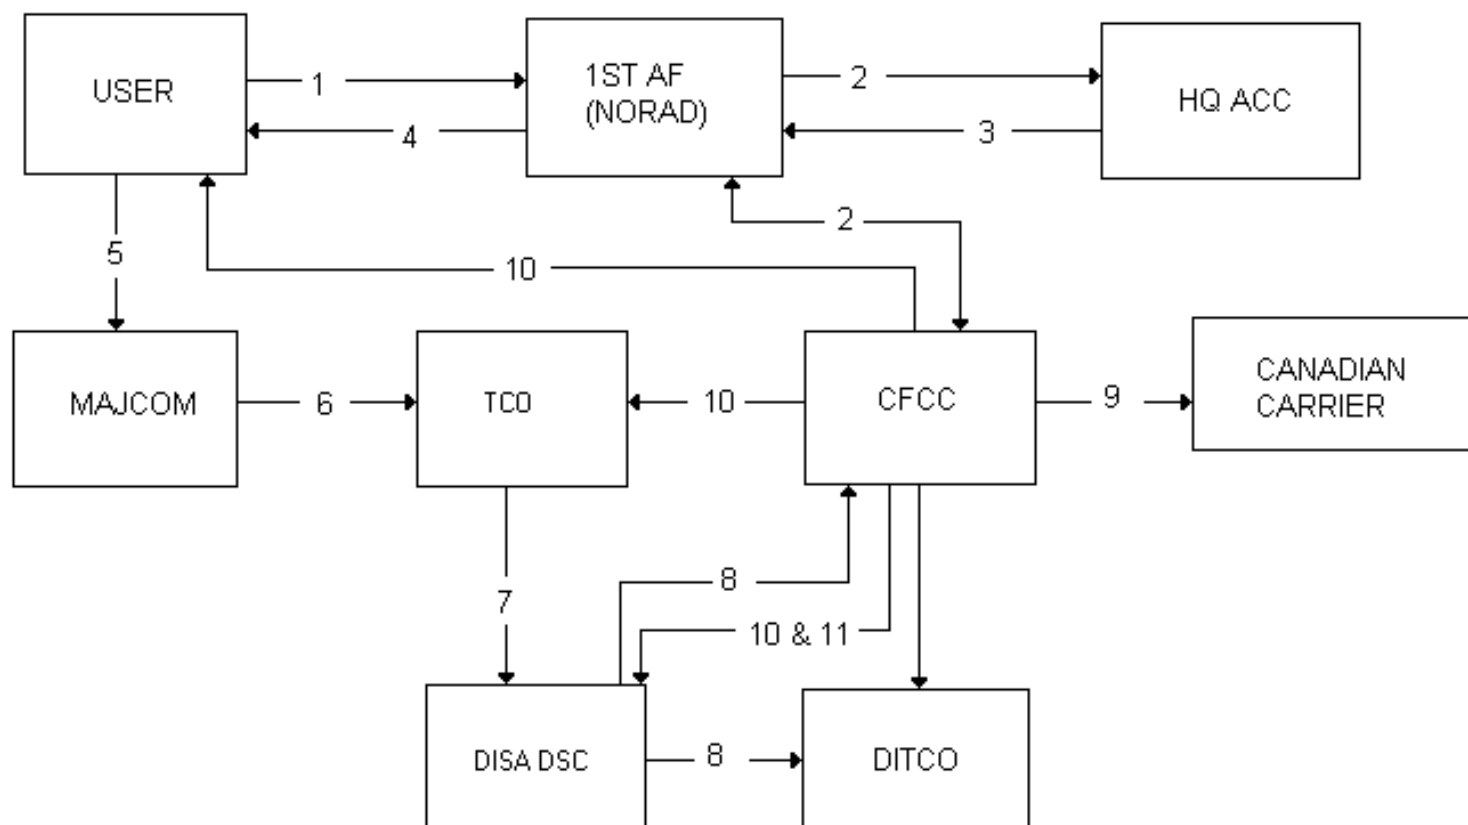 USER
1
1ST AF
(NORAD)
2
HQ ACC
4
3
5
2
10
MAJCOM
6
TCO
10
CFCC
9
CANADIAN
CARRIER
7
8
10 & 11
DISA DSC
8
DITCO